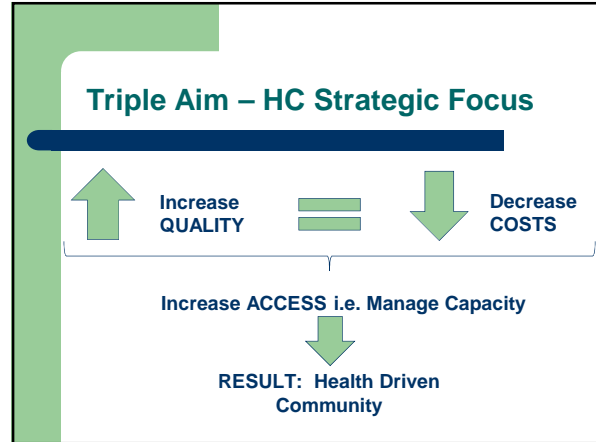 Triple Aim – HC Strategic Focus
Increase
QUALITY
Decrease
COSTS
Increase ACCESS i.e. Manage Capacity
RESULT:  Health Driven
Community